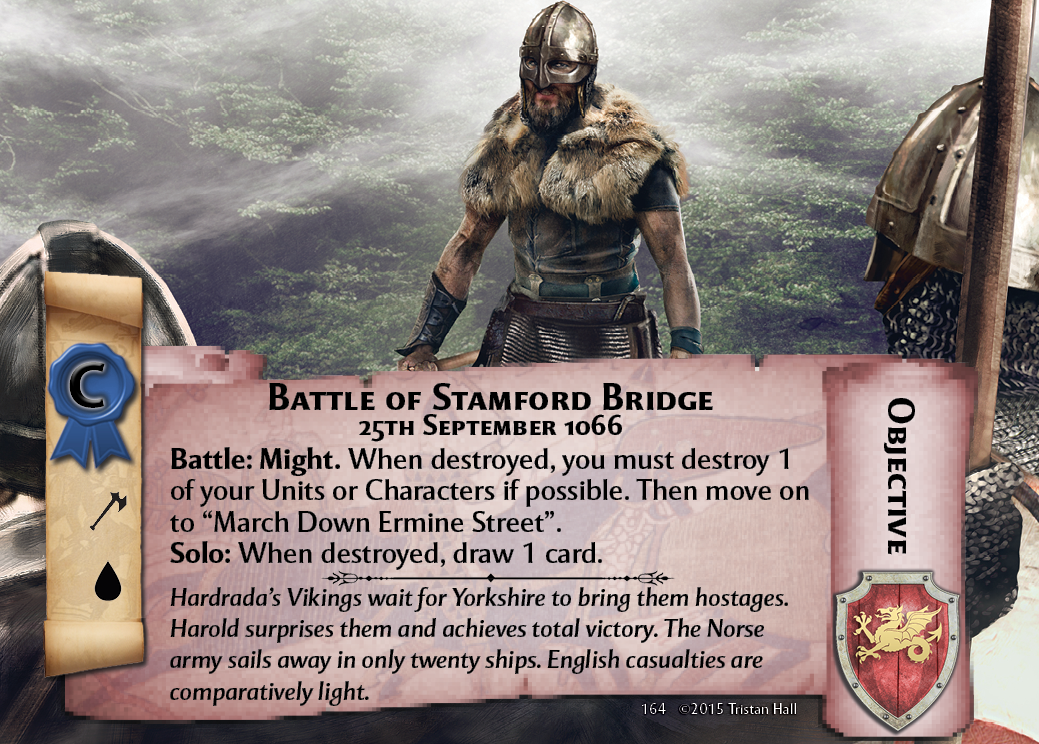 C
Battle of Stamford Bridge
25th September 1066
Battle: Might. When destroyed, you must destroy 1
of your Units or Characters if possible. Then move on
to “March Down Ermine Street”.
Solo: When destroyed, draw 1 card.
Hardrada’s Vikings wait for Yorkshire to bring them hostages.
Harold surprises them and achieves total victory. The Norse
army sails away in only twenty ships. English casualties are
comparatively light.
Objective
164 ©2015 Tristan Hall